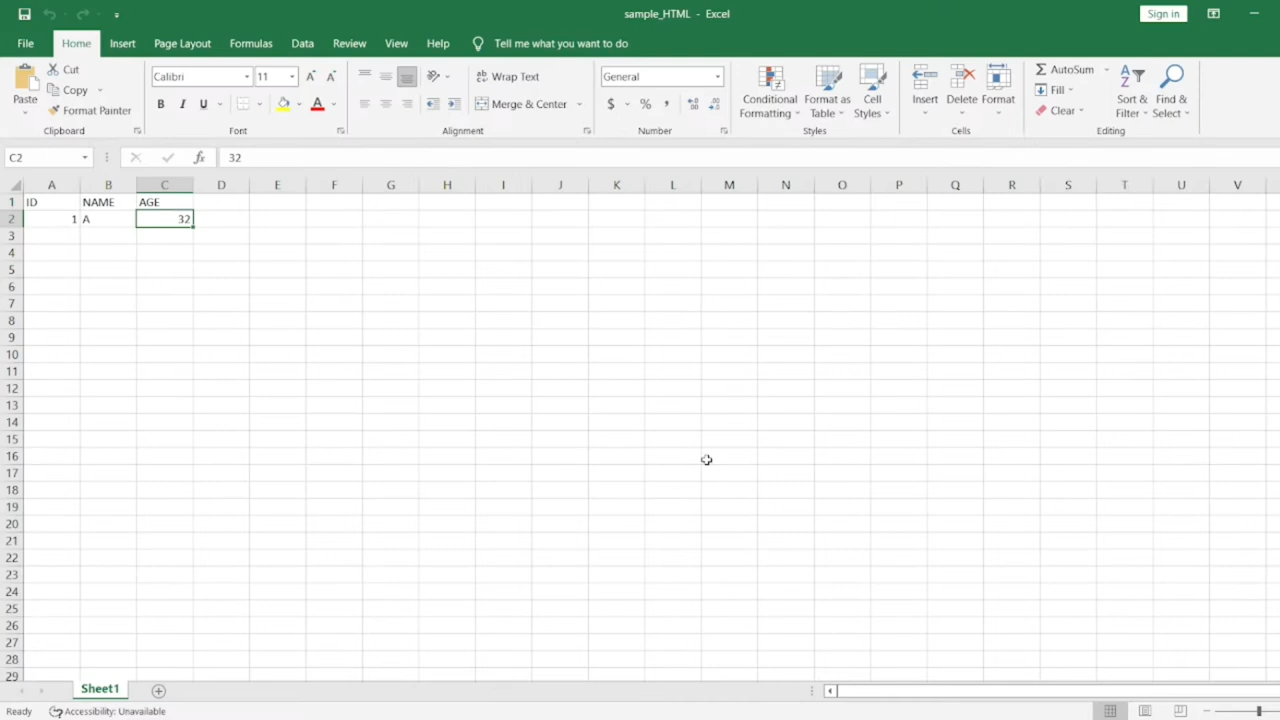 sample_HTML - Excel
Sign in
File Home Insert Page Layout Formulas Data Review View Help Tell me what you want to do
Paste
Cut
Copy
Format Painter
Clipboard
Calibri 11
B I U
Font
Wrap Text
Merge & Center
Alignment
General
$ % ,
Number
Conditional Formatting
Format as Table
Cell Styles
Styles
Insert Delete Format
Cells
AutoSum
Fill
Clear
Sort & Filter
Find & Select
Editing
C2 fx 32
A B C D E F G H I J K L M N O P Q R S T U V
1 ID NAME AGE
2 1 A 32
3
4
5
6
7
8
9
10
11
12
13
14
15
16
17
18
19
20
21
22
23
24
25
26
27
28
29
Sheet1
Ready Accessibility: Unavailable